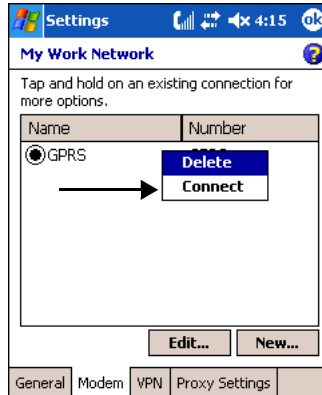 Settings 4:15 ok
My Work Network ?
Tap and hold on an existing connection for
more options.
Name Number
GPRS
Delete
Connect
Edit... New...
General Modem VPN Proxy Settings